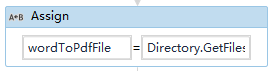 A+B Assign
wordToPdfFile = Directory.GetFiles